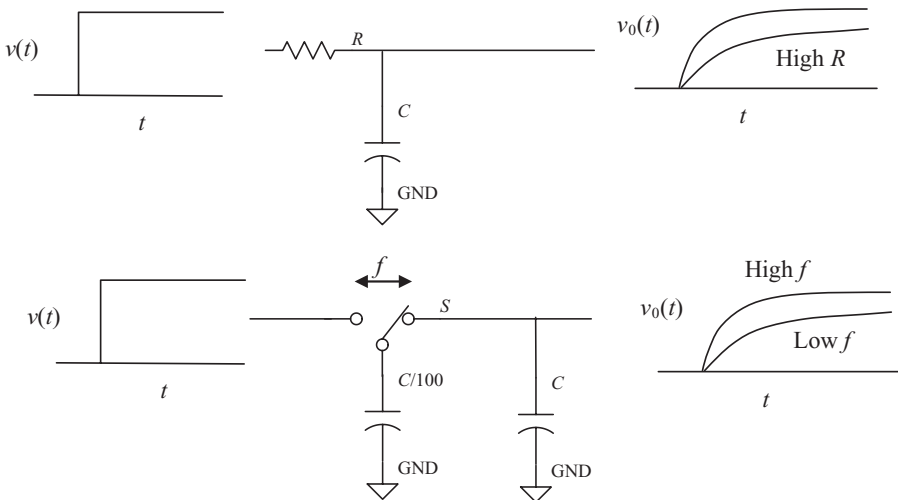 v(t)
t
R
C
GND
v₀(t)
High R
t
v(t)
t
f
S
C/100
GND
C
GND
High f
v₀(t)
Low f
t